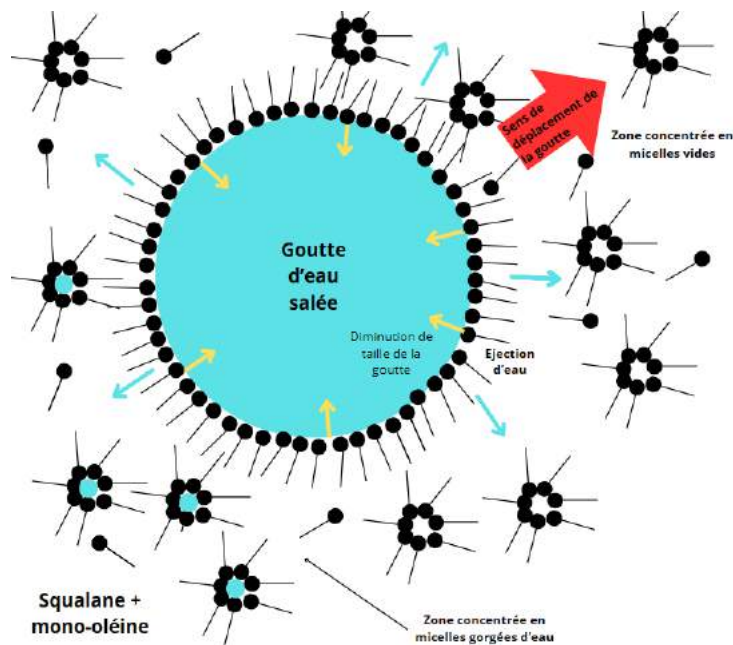 Sens de
déplacement de
la goutte
Zone concentrée en
micelles vides
Goutte
d'eau
salée
Diminution de
taille de la
goutte
Ejection
d'eau
Squalane +
mono-oléine
Zone concentrée en
micelles gorgées d'eau